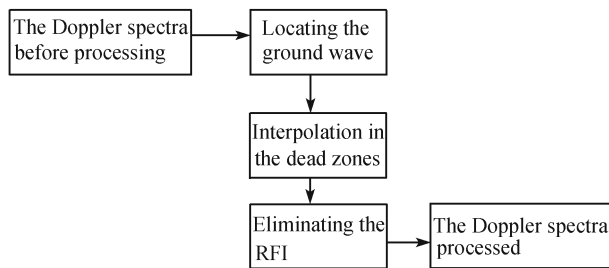 The Doppler spectra
before processing
Locating the
ground wave
Interpolation in
the dead zones
Eliminating the
RFI
The Doppler spectra
processed